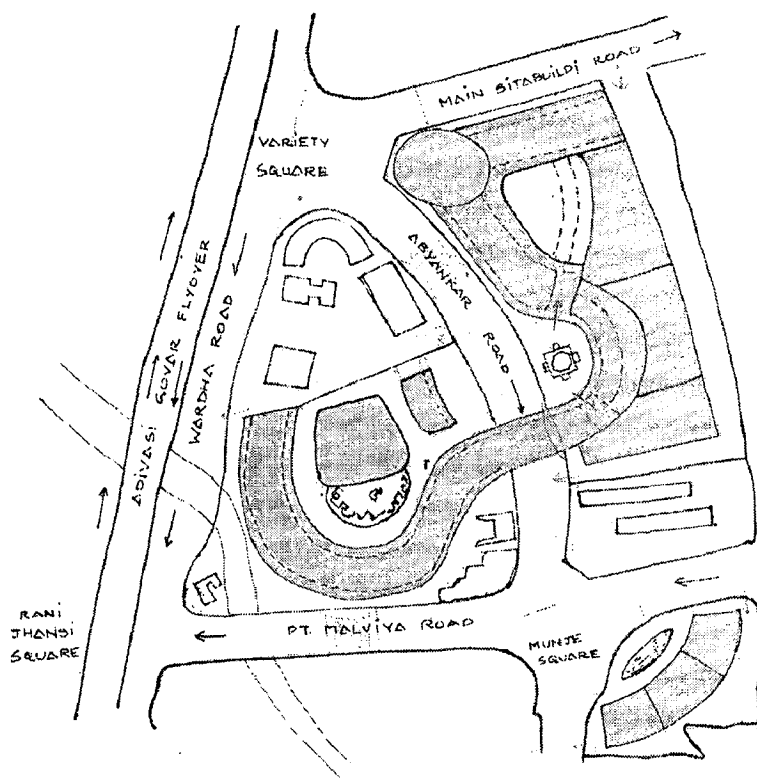 MAIN SITABUILDI ROAD
VARIETY
SQUARE
ABYANKAR
ROAD
ADIVASI GOVAR FLYOVER
WARDHA ROAD
RANI
JHANSI
SQUARE
PT. MALVIYA ROAD
MUNJE
SQUARE